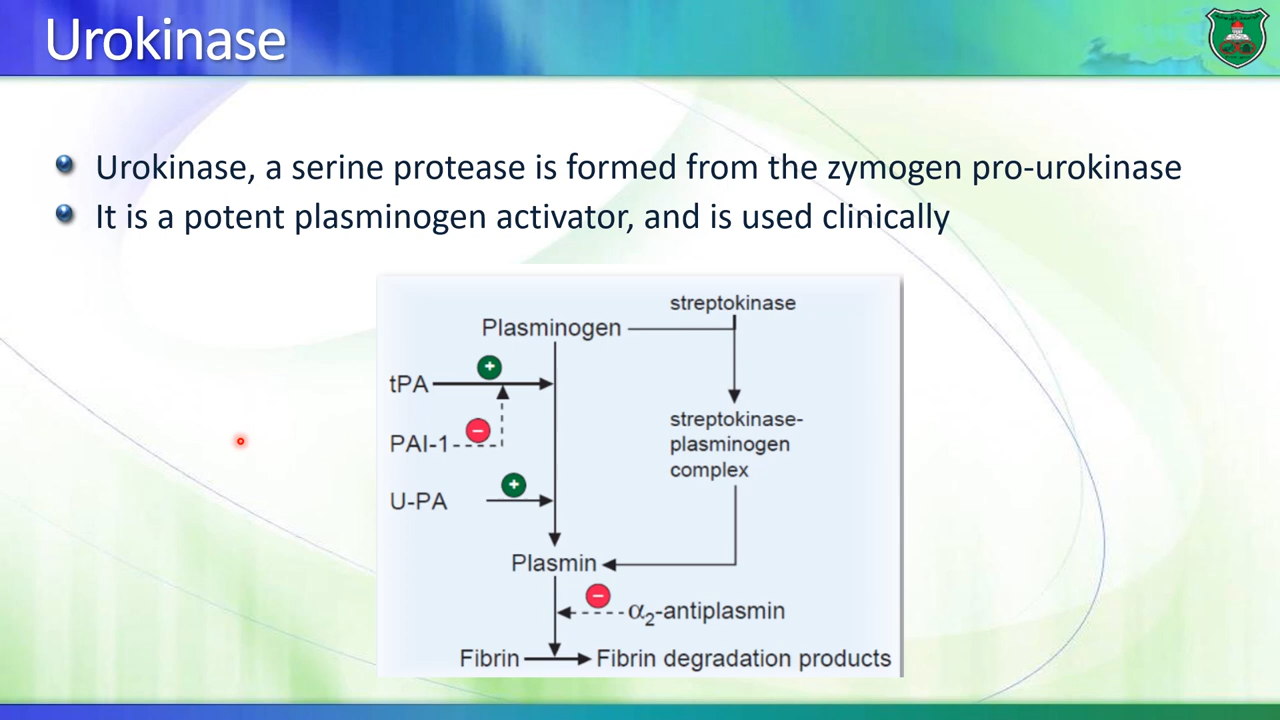 Urokinase
Urokinase, a serine protease is formed from the zymogen pro-urokinase
It is a potent plasminogen activator, and is used clinically
streptokinase
Plasminogen
+
tPA
PAI-1
−
streptokinase-
plasminogen
complex
+
U-PA
Plasmin
−
α₂-antiplasmin
Fibrin
Fibrin degradation products